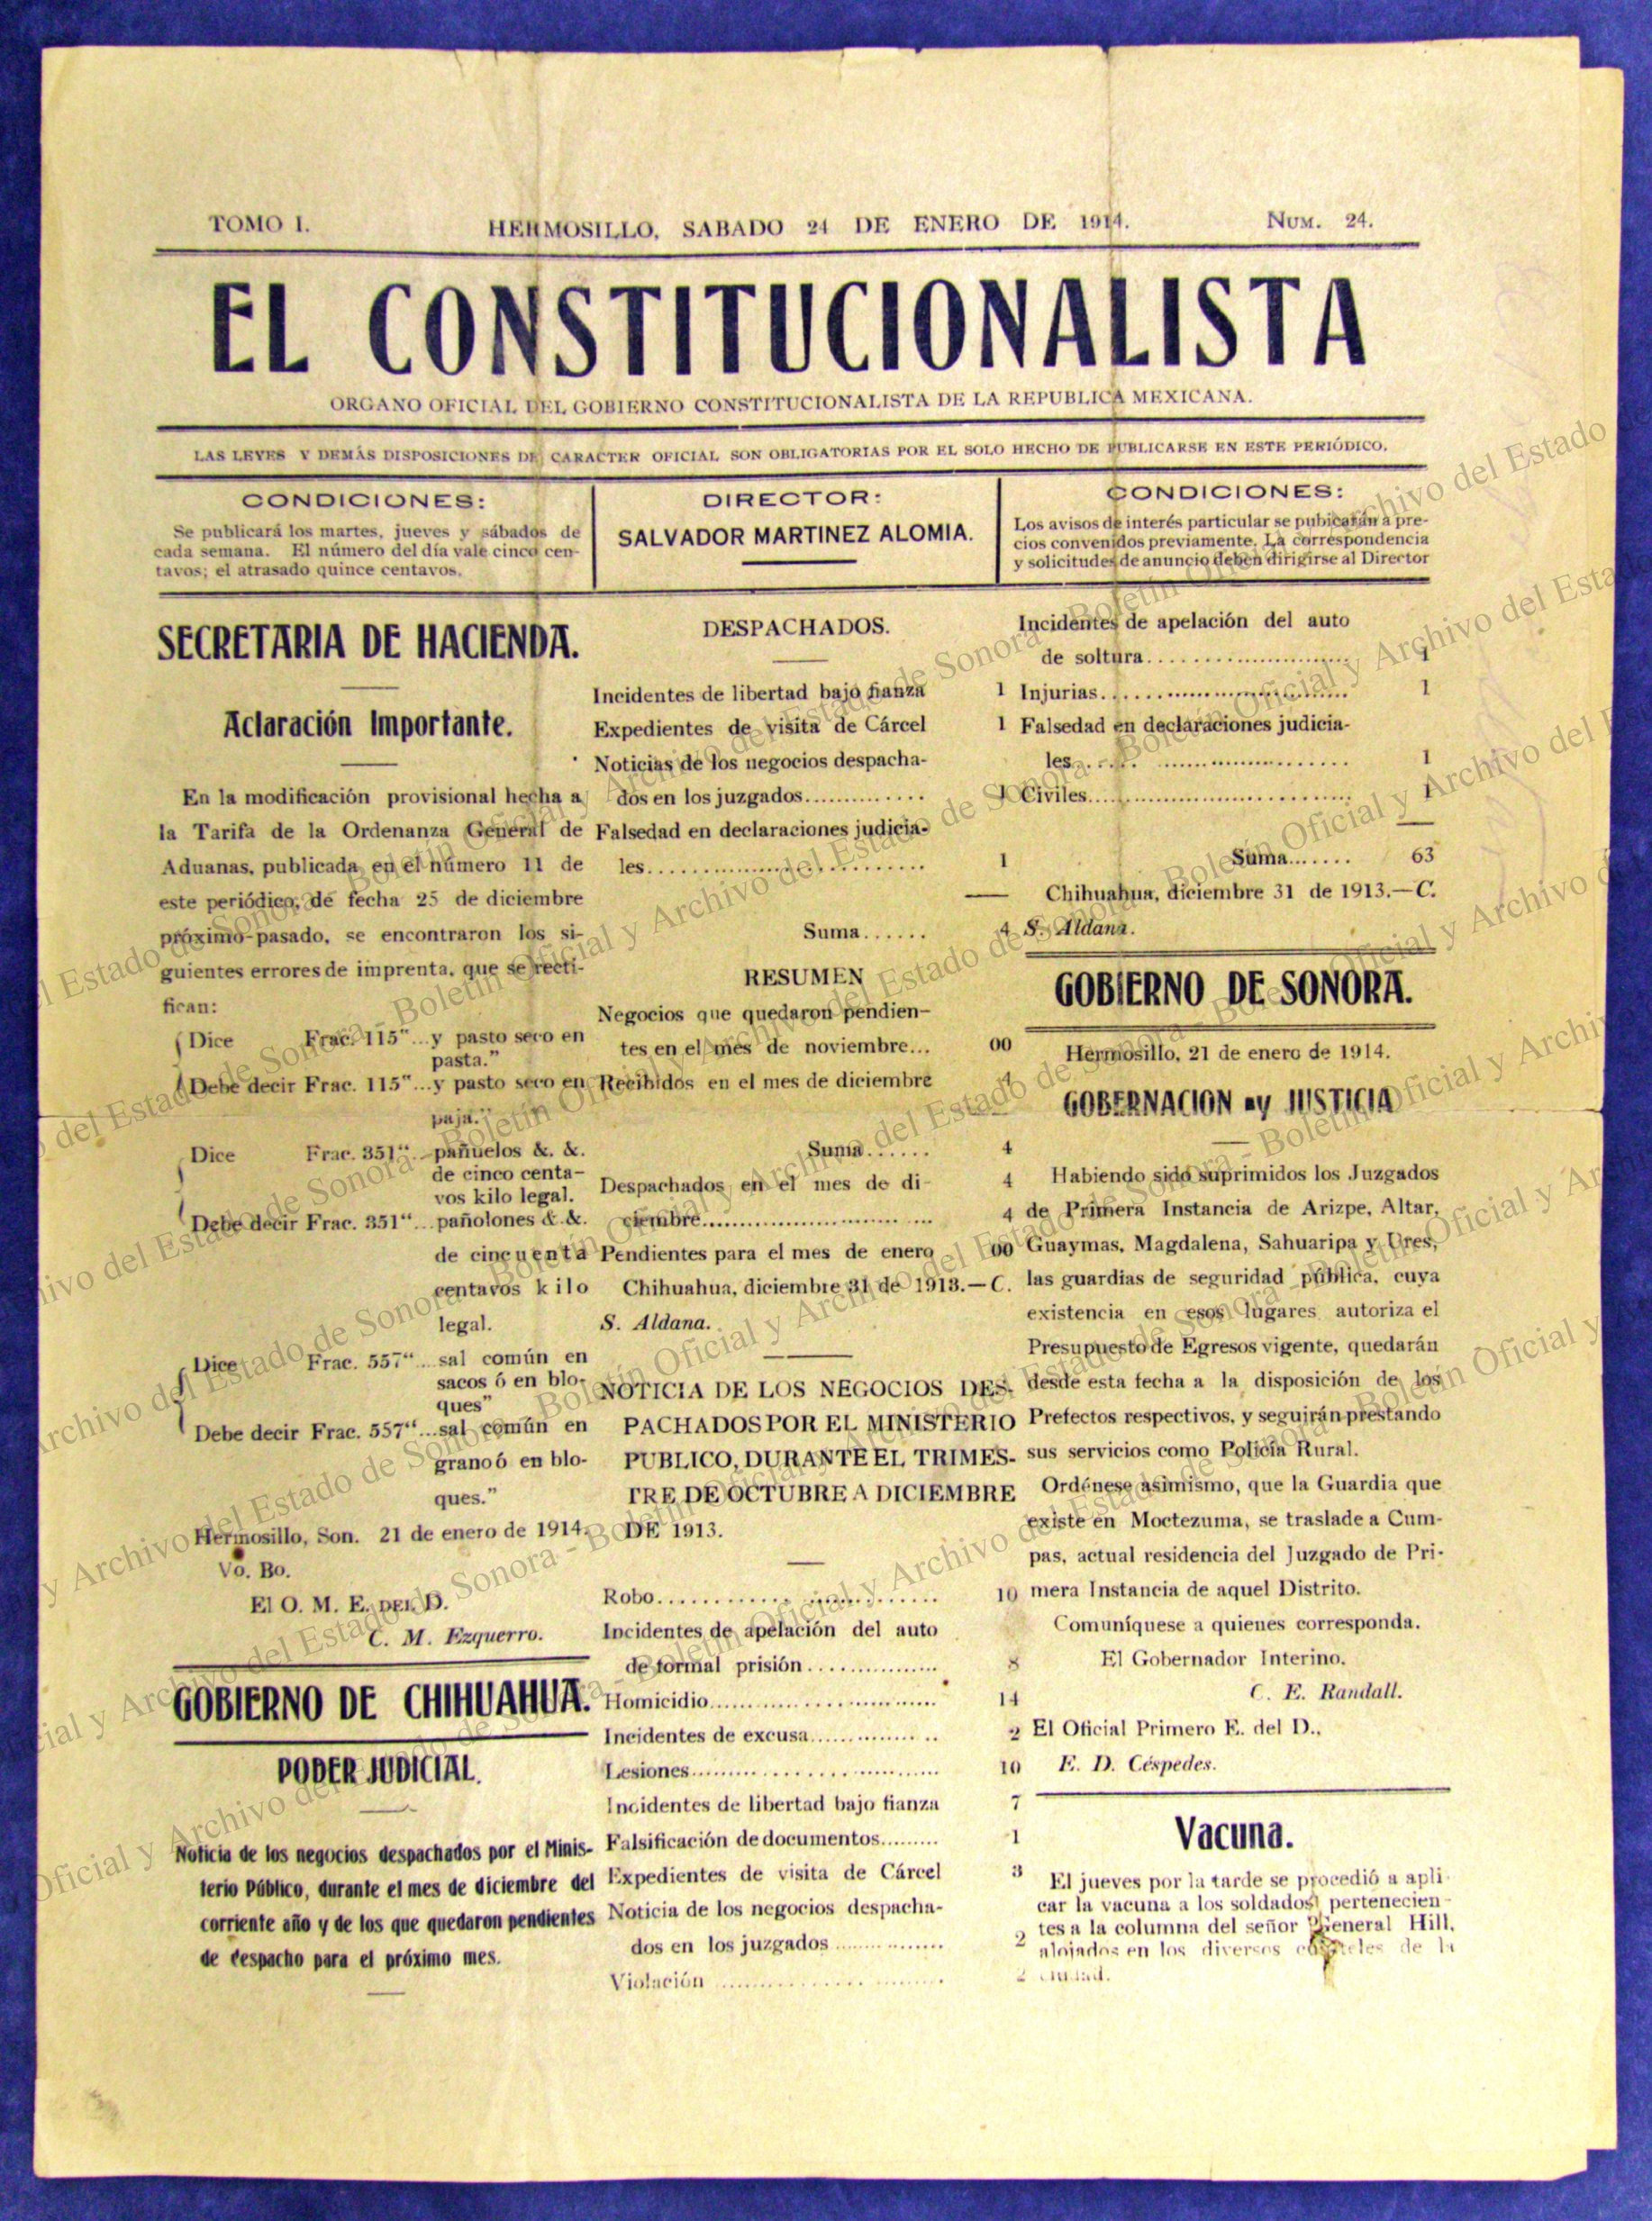 TOMO I.
HERMOSILLO, SABADO 24 DE ENERO DE 1914.
NUM. 24.
EL CONSTITUCIONALISTA
ORGANO OFICIAL DEL GOBIERNO CONSTITUCIONALISTA DE LA REPUBLICA MEXICANA.
LAS LEYES Y DEMÁS DISPOSICIONES DE CARACTER OFICIAL SON OBLIGATORIAS POR EL SOLO HECHO DE PUBLICARSE EN ESTE PERIÓDICO.
CONDICIONES:
Se publicará los martes, jueves y sábados de
cada semana. El número del día vale cinco cen-
tavos; el atrasado quince centavos.
DIRECTOR:
SALVADOR MARTINEZ ALOMIA.
CONDICIONES:
Los avisos de interés particular se pubicarán a pre-
cios convenidos previamente. La correspondencia
y solicitudes de anuncio deben dirigirse al Director
SECRETARIA DE HACIENDA.
Aclaración Importante.
En la modificación provisional hecha a
la Tarifa de la Ordenanza General de
Aduanas, publicada en el número 11 de
este periódico, de fecha 25 de diciembre
próximo-pasado, se encontraron los si-
guientes errores de imprenta, que se recti-
fican:
Dice Frac. 115"...y pasto seco en
pasta."
Debe decir Frac. 115"...y pasto seco en
paja."
Dice Frac. 351"...pañuelos &. &.
de cinco centa-
vos kilo legal.
Debe decir Frac. 351"...pañolones &. &.
de cincuenta
centavos kilo
legal.
Dice Frac. 557"...sal común en
sacos ó en blo-
ques"
Debe decir Frac. 557"...sal común en
grano ó en blo-
ques."
Hermosillo, Son. 21 de enero de 1914.
Vo. Bo.
El O. M. E. DEL D.
C. M. Ezquerro.
GOBIERNO DE CHIHUAHUA.
PODER JUDICIAL.
Noticia de los negocios despachados por el Minis-
terio Público, durante el mes de diciembre del
corriente año y de los que quedaron pendientes
de despacho para el próximo mes.
DESPACHADOS.
Incidentes de libertad bajo fianza 1
Expedientes de visita de Cárcel 1
Noticias de los negocios despacha-
dos en los juzgados............. 1
Falsedad en declaraciones judicia-
les............................ 1
Suma...... 4
RESUMEN
Negocios que quedaron pendien-
tes en el mes de noviembre... 00
Recibidos en el mes de diciembre 4
Suma...... 4
Despachados en el mes de di- 4
ciembre........................ 4
Pendientes para el mes de enero 00
Chihuahua, diciembre 31 de 1913.—C.
S. Aldana.
NOTICIA DE LOS NEGOCIOS DES-
PACHADOS POR EL MINISTERIO
PUBLICO, DURANTE EL TRIMES-
TRE DE OCTUBRE A DICIEMBRE
DE 1913.
Robo........................ 10
Incidentes de apelación del auto
de formal prisión............. 8
Homicidio........................ 14
Incidentes de excusa............. 2
Lesiones........................ 10
Incidentes de libertad bajo fianza 7
Falsificación de documentos......... 1
Expedientes de visita de Cárcel 3
Noticia de los negocios despacha-
dos en los juzgados............. 2
Violación........................ 2
Incidentes de apelación del auto
de soltura.................... 1
Injurias........................ 1
Falsedad en declaraciones judicia-
les........................ 1
Civiles........................
Suma....... 63
Chihuahua, diciembre 31 de 1913.—C.
S. Aldana.
GOBIERNO DE SONORA.
Hermosillo, 21 de enero de 1914.
GOBERNACION y JUSTICIA
Habiendo sido suprimidos los Juzgados
de Primera Instancia de Arizpe, Altar,
Guaymas, Magdalena, Sahuaripa y Ures,
las guardias de seguridad pública, cuya
existencia en esos lugares autoriza el
Presupuesto de Egresos vigente, quedarán
desde esta fecha a la disposición de los
Prefectos respectivos, y seguirán prestando
sus servicios como Policía Rural.
Ordénese asimismo, que la Guardia que
existe en Moctezuma, se traslade a Cum-
pas, actual residencia del Juzgado de Pri-
mera Instancia de aquel Distrito.
Comuníquese a quienes corresponda.
El Gobernador Interino.
C. E. Randall.
El Oficial Primero E. del D.,
E. D. Céspedes.
Vacuna.
El jueves por la tarde se procedió a apli-
car la vacuna a los soldados pertenecien-
tes a la columna del señor General Hill,
alojados en los diversos cuarteles de la
ciudad.
Boletín Oficial y Archivo del Estado de Sonora